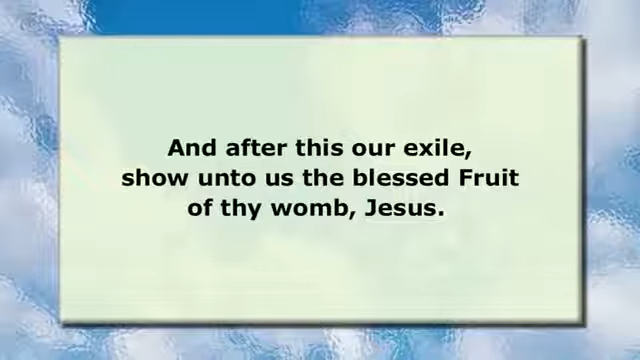 And after this our exile,
show unto us the blessed Fruit
of thy womb, Jesus.